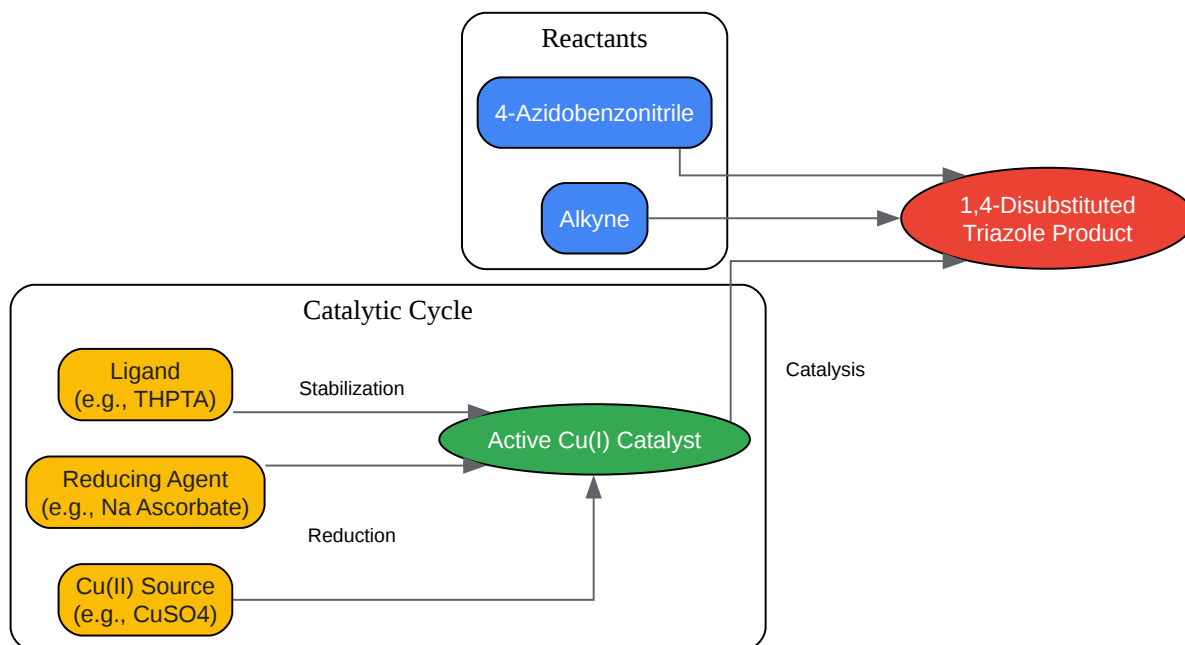 Reactants
4-Azidobenzonitrile
Alkyne
1,4-Disubstituted
Triazole Product
Catalytic Cycle
Ligand
(e.g., THPTA)
Stabilization
Catalysis
Active Cu(I) Catalyst
Reducing Agent
(e.g., Na Ascorbate)
Reduction
Cu(II) Source
(e.g., CuSO4)